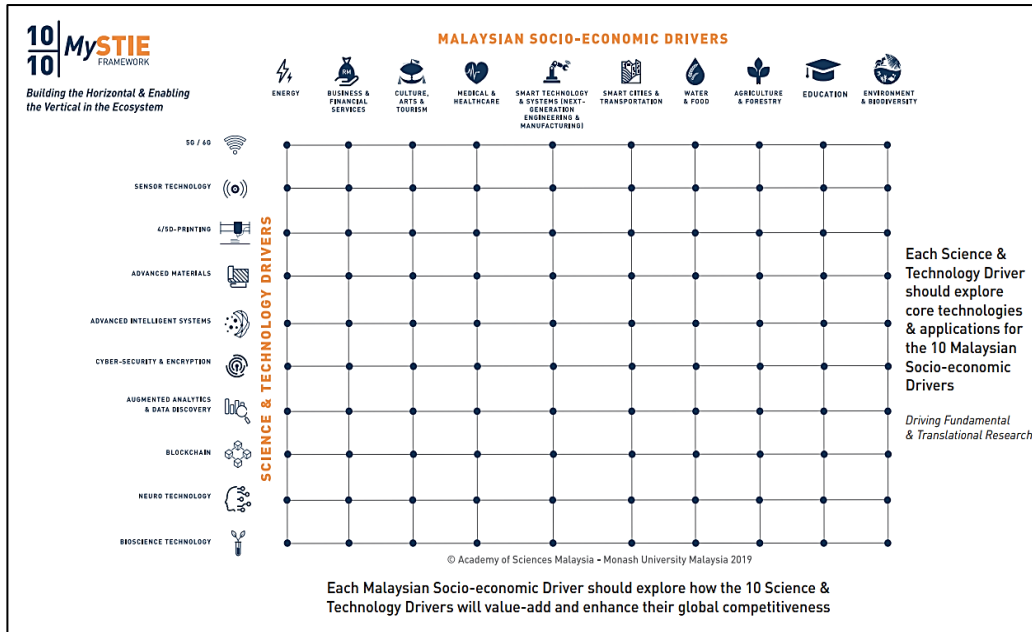 10
10
MySTIE
FRAMEWORK
Building the Horizontal & Enabling
the Vertical in the Ecosystem
MALAYSIAN SOCIO-ECONOMIC DRIVERS
ENERGY
BUSINESS &
FINANCIAL
SERVICES
RM
CULTURE,
ARTS &
TOURISM
MEDICAL &
HEALTHCARE
SMART TECHNOLOGY
& SYSTEMS (NEXT-
GENERATION
ENGINEERING &
MANUFACTURING)
SMART CITIES &
TRANSPORTATION
WATER
& FOOD
AGRICULTURE
& FORESTRY
EDUCATION
ENVIRONMENT
& BIODIVERSITY
SCIENCE & TECHNOLOGY DRIVERS
5G / 6G
SENSOR TECHNOLOGY
4/5D-PRINTING
ADVANCED MATERIALS
ADVANCED INTELLIGENT SYSTEMS
CYBER-SECURITY & ENCRYPTION
AUGMENTED ANALYTICS
& DATA DISCOVERY
BLOCKCHAIN
NEURO TECHNOLOGY
BIOSCIENCE TECHNOLOGY
Each Science &
Technology Driver
should explore
core technologies
& applications for
the 10 Malaysian
Socio-economic
Drivers
Driving Fundamental
& Translational Research
© Academy of Sciences Malaysia - Monash University Malaysia 2019
Each Malaysian Socio-economic Driver should explore how the 10 Science &
Technology Drivers will value-add and enhance their global competitiveness